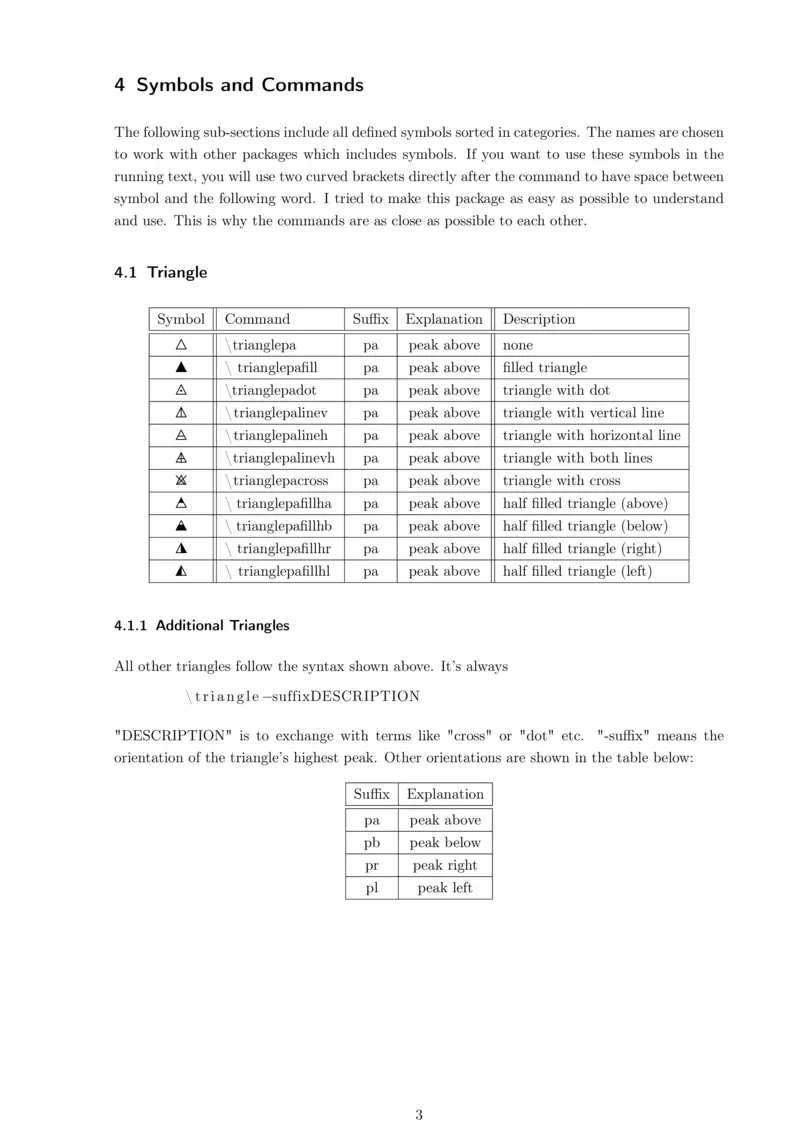 4 Symbols and Commands
The following sub-sections include all defined symbols sorted in categories. The names are chosen
to work with other packages which includes symbols. If you want to use these symbols in the
running text, you will use two curved brackets directly after the command to have space between
symbol and the following word. I tried to make this package as easy as possible to understand
and use. This is why the commands are as close as possible to each other.
4.1 Triangle
Symbol Command Suffix Explanation Description
\trianglepa pa peak above none
\ trianglepafill pa peak above filled triangle
\trianglepadot pa peak above triangle with dot
\trianglepalinev pa peak above triangle with vertical line
\trianglepalineh pa peak above triangle with horizontal line
\trianglepalinevh pa peak above triangle with both lines
\trianglepacross pa peak above triangle with cross
\ trianglepafillha pa peak above half filled triangle (above)
\ trianglepafillhb pa peak above half filled triangle (below)
\ trianglepafillhr pa peak above half filled triangle (right)
\ trianglepafillhl pa peak above half filled triangle (left)
4.1.1 Additional Triangles
All other triangles follow the syntax shown above. It's always
\triangle−suffixDESCRIPTION
"DESCRIPTION" is to exchange with terms like "cross" or "dot" etc. "-suffix" means the
orientation of the triangle's highest peak. Other orientations are shown in the table below:
Suffix Explanation
pa peak above
pb peak below
pr peak right
pl peak left
3